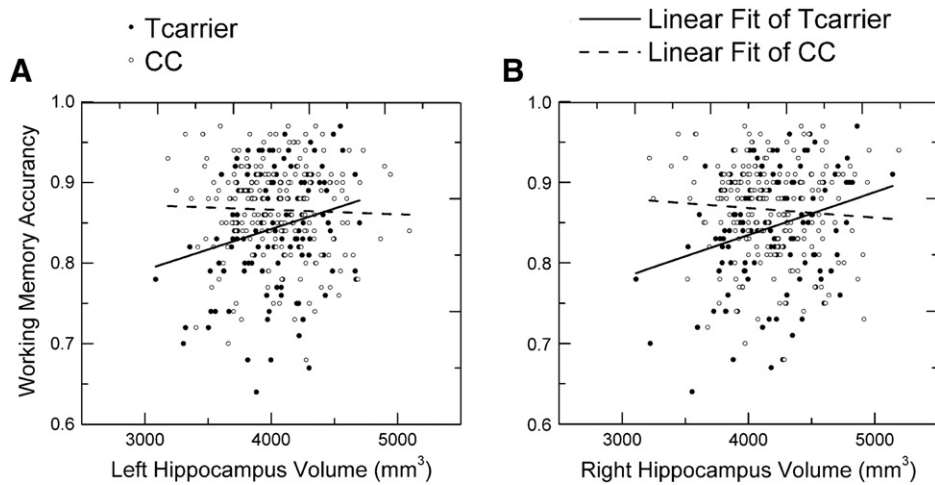 Tcarrier
CC
Linear Fit of Tcarrier
Linear Fit of CC
A
B
Working Memory Accurancy
1.0
0.9
0.8
0.7
0.6
3000 4000 5000
Left Hippocampus Volume (mm³)
1.0
0.9
0.8
0.7
0.6
3000 4000 5000
Right Hippocampus Volume (mm³)